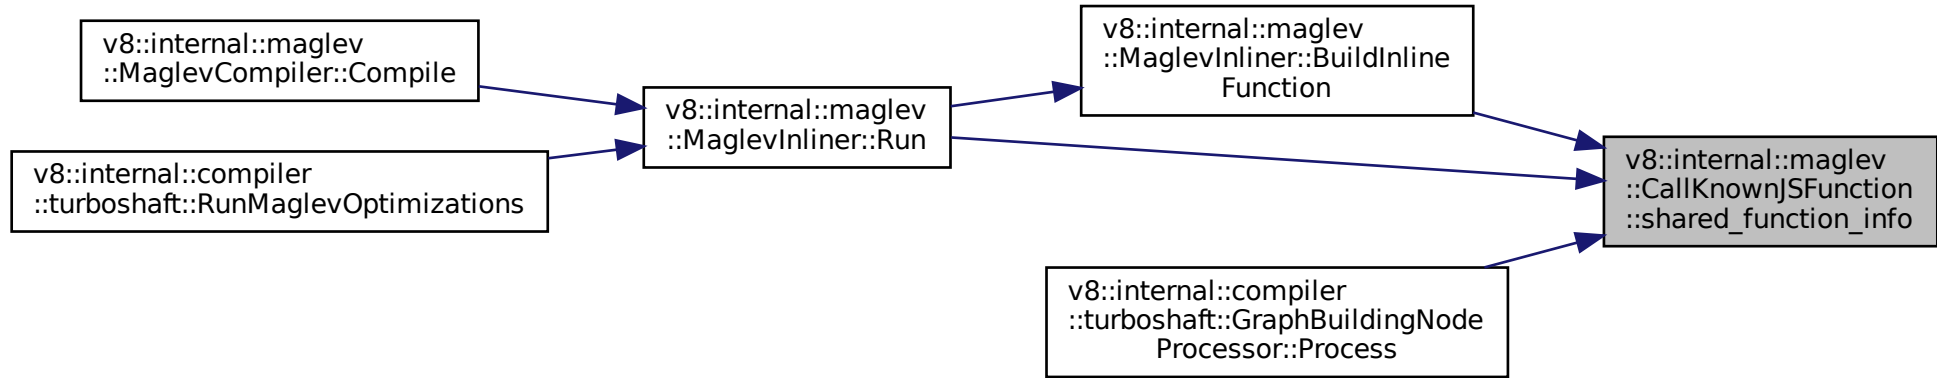 v8::internal::maglev
::MaglevCompiler::Compile
v8::internal::compiler
::turboshaft::RunMaglevOptimizations
v8::internal::maglev
::MaglevInliner::Run
v8::internal::maglev
::MaglevInliner::BuildInline
Function
v8::internal::compiler
::turboshaft::GraphBuildingNode
Processor::Process
v8::internal::maglev
::CallKnownJSFunction
::shared_function_info